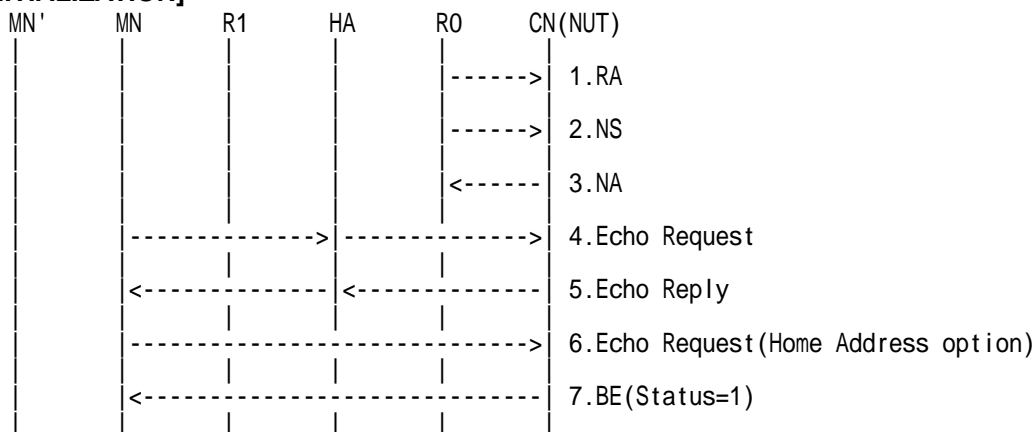 MN' MN R1 HA R0 CN(NUT)
------>| 1.RA
------>| 2.NS
<------| 3.NA
--------------->|--------------->| 4.Echo Request
<---------------|<---------------| 5.Echo Reply
------------------------------->| 6.Echo Request(Home Address option)
<-------------------------------| 7.BE(Status=1)